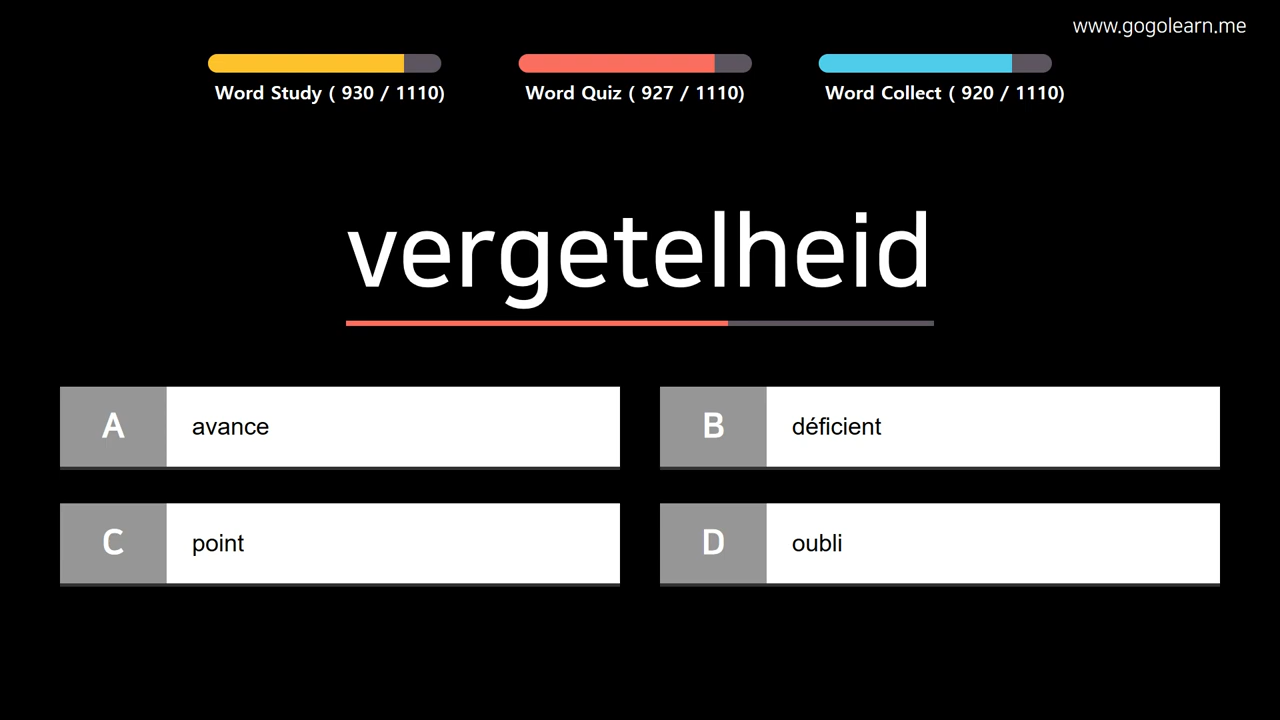 www.gogolearn.me
Word Study ( 930 / 1110)
Word Quiz ( 927 / 1110)
Word Collect ( 920 / 1110)
vergetelheid
A avance
B déficient
C point
D oubli